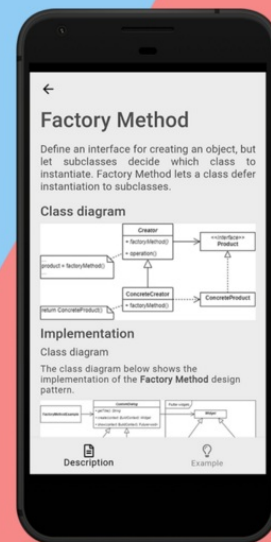 Factory Method
Define an interface for creating an object, but
let subclasses decide which class to
instantiate. Factory Method lets a class defer
instantiation to subclasses.
Class diagram
Creator
+ factoryMethod()
+ operation()
<<interface>>
Product
...
product = factoryMethod()
...
ConcreteCreator
+ factoryMethod()
ConcreteProduct
return ConcreteProduct()
Implementation
Class diagram
The class diagram below shows the
implementation of the Factory Method design
pattern.
Description
Example